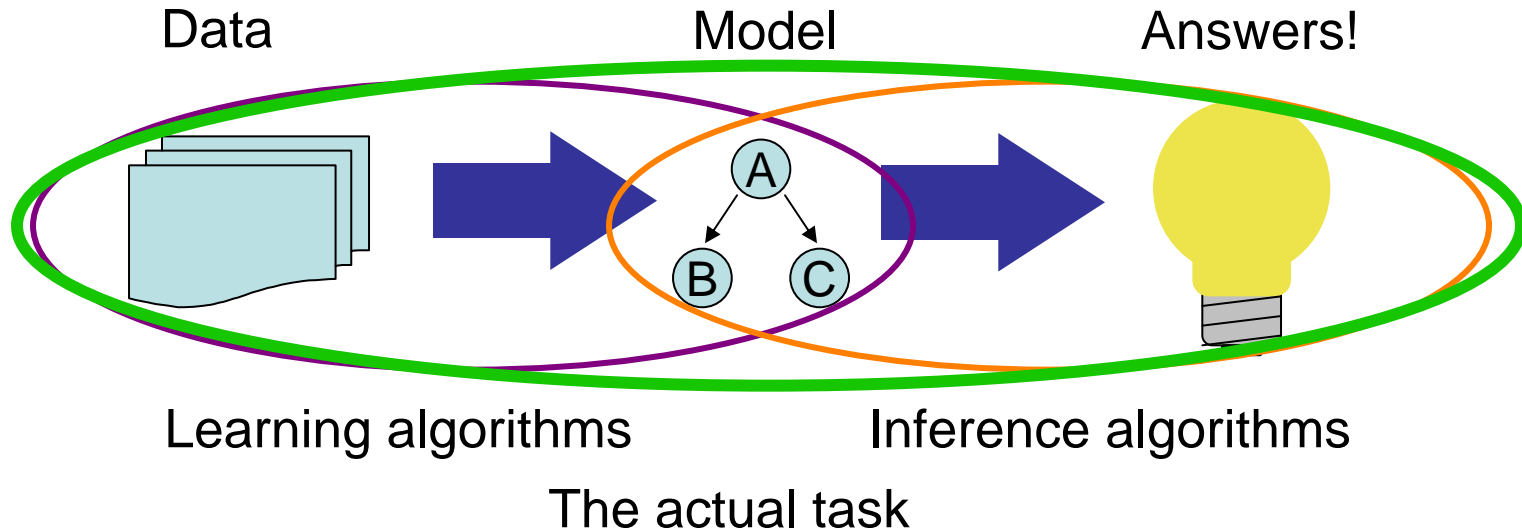 Data Model Answers!
A
B C
Learning algorithms Inference algorithms
The actual task